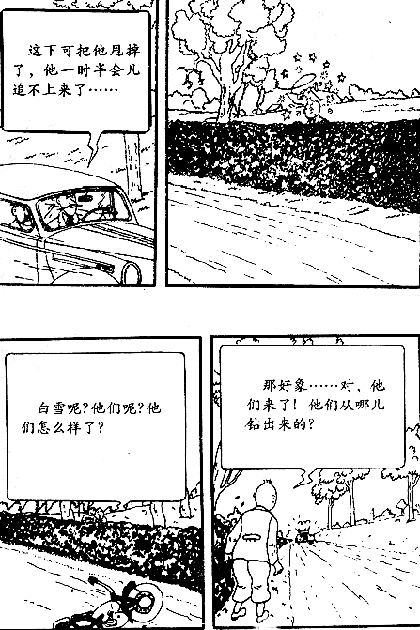 这下可把他甩掉
了，他一时半会儿
追不上来了……
白雪呢？他们呢？他
们怎么样了？
那好象……对、他
们来了！他们从哪儿
钻出来的？